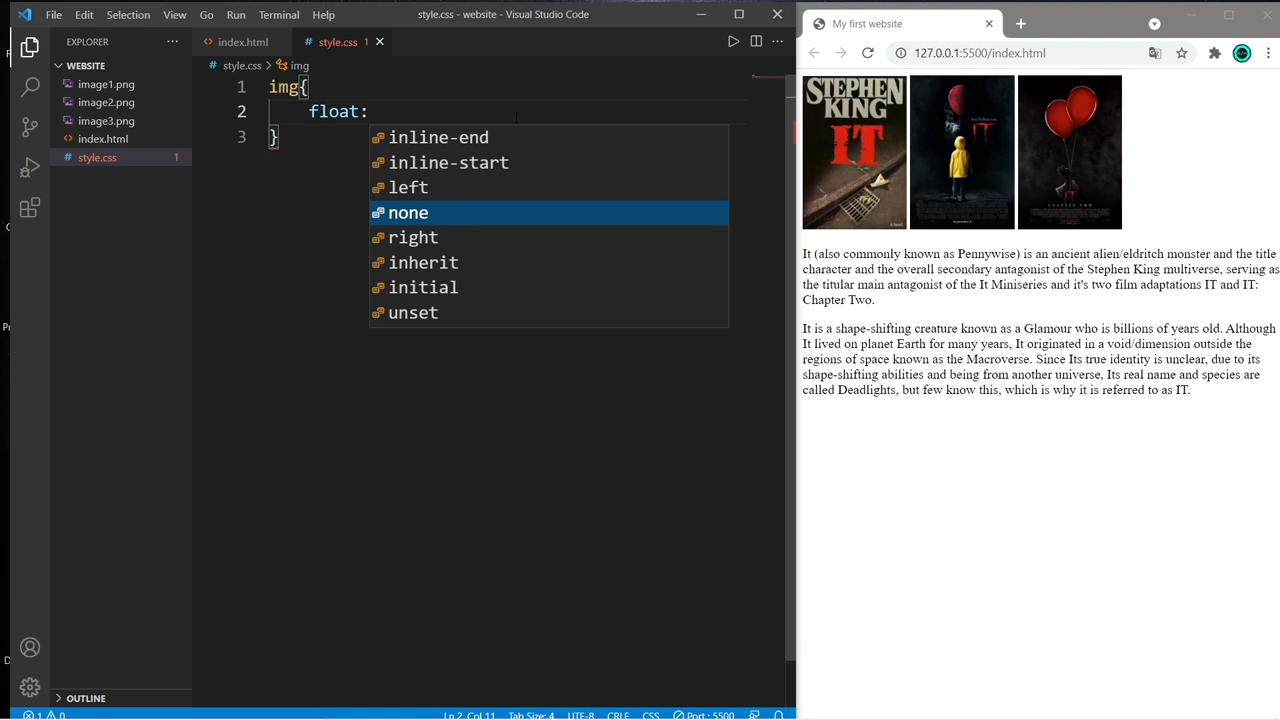 File Edit Selection View Go Run Terminal Help style.css - website - Visual Studio Code
EXPLORER
WEBSITE
image1.png
image2.png
image3.png
index.html
style.css 1
OUTLINE
index.html style.css 1
style.css > img
1 img{
2 float:
3 }
inline-end
inline-start
left
none
right
inherit
initial
unset
1 0 Ln 2, Col 11 Tab Size: 4 UTF-8 CRLF CSS Port : 5500
My first website
127.0.0.1:5500/index.html
STEPHEN
KING
IT
IT
CHAPTER TWO
It (also commonly known as Pennywise) is an ancient alien/eldritch monster and the title
character and the overall secondary antagonist of the Stephen King multiverse, serving as
the titular main antagonist of the It Miniseries and it's two film adaptations IT and IT:
Chapter Two.
It is a shape-shifting creature known as a Glamour who is billions of years old. Although
It lived on planet Earth for many years, It originated in a void/dimension outside the
regions of space known as the Macroverse. Since Its true identity is unclear, due to its
shape-shifting abilities and being from another universe, Its real name and species are
called Deadlights, but few know this, which is why it is referred to as IT.